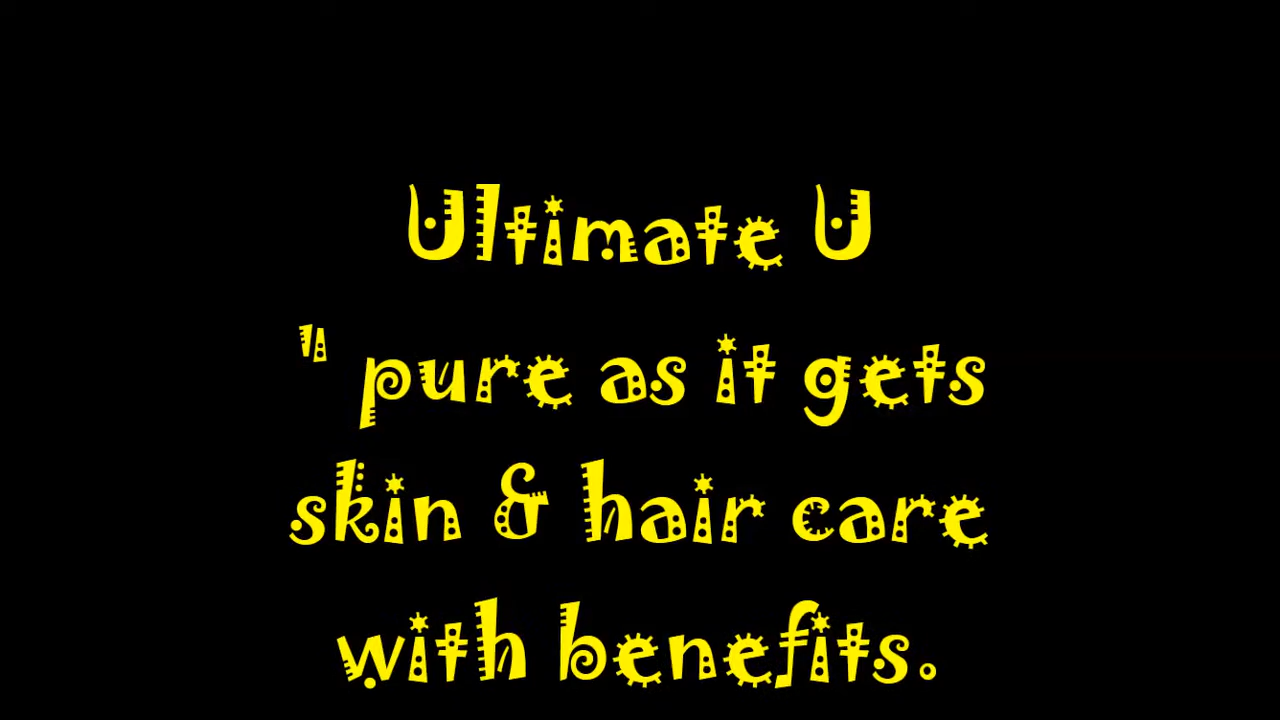 Ultimate U
" pure as it gets
skin & hair care
with benefits.